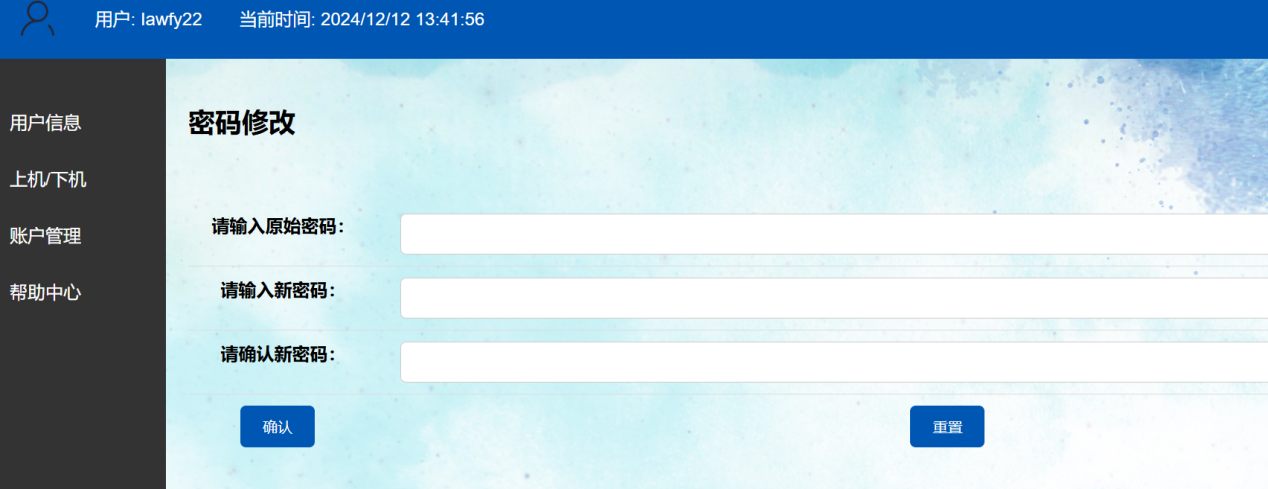 用户: lawfy22 当前时间: 2024/12/12 13:41:56
用户信息
上机/下机
账户管理
帮助中心
密码修改
请输入原始密码：
请输入新密码：
请确认新密码：
确认 重置